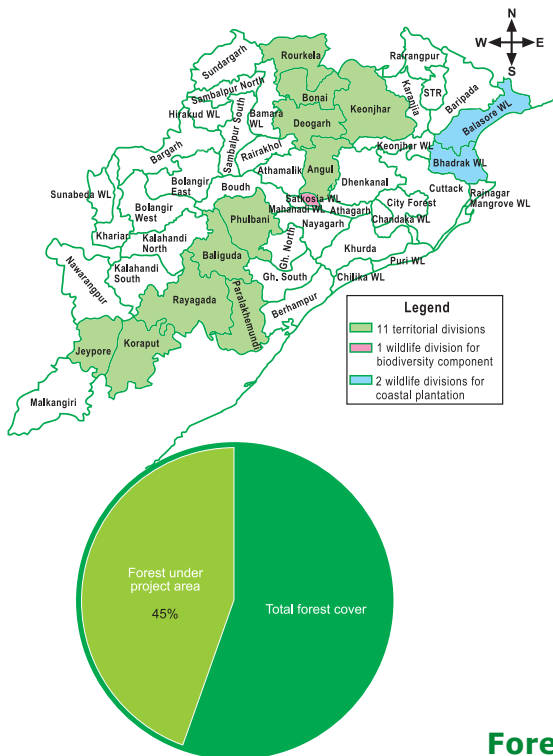 N
W E
S
Sundargarh
Rourkela
Rairangpur
Sambalpur North
Bonai
Keonjhar
Karanjia
STR
Baripada
Balasore WL
Hirakud WL
Bamara
WL
Deogarh
Sambalpur South
Bargarh
Rairakhol
Keonjhar WL
Bhadrak WL
Angul
Athamalik
Dhenkanal
Sunabeda WL
Bolangir
East
Boudh
Satkosia WL
Mahanadi WL
Athagarh
City Forest
Cuttack
Rajnagar
Mangrove WL
Bolangir
West
Phulbani
Nayagarh
Chandaka WL
Khariar
Kalahandi
North
Gh. North
Khurda
Puri WL
Baliguda
Nawarangpur
Kalahandi
South
Gh. South
Chilika WL
Rayagada
Paralakhemundi
Berhampur
Jeypore
Koraput
Malkangiri
Legend
11 territorial divisions
1 wildlife division for
biodiversity component
2 wildlife divisions for
coastal plantation
Forest under
project area
45%
Total forest cover
Fore